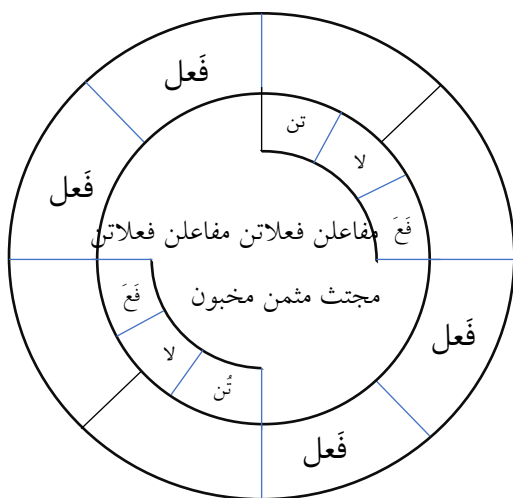 فَعل
تن
لا
فَعَ
فَعل
مفاعلن فعلاتن مفاعلن فعلاتن
مجتث مثمن مخبون
فَعَ
لا
تُن
فَعل
فَعل